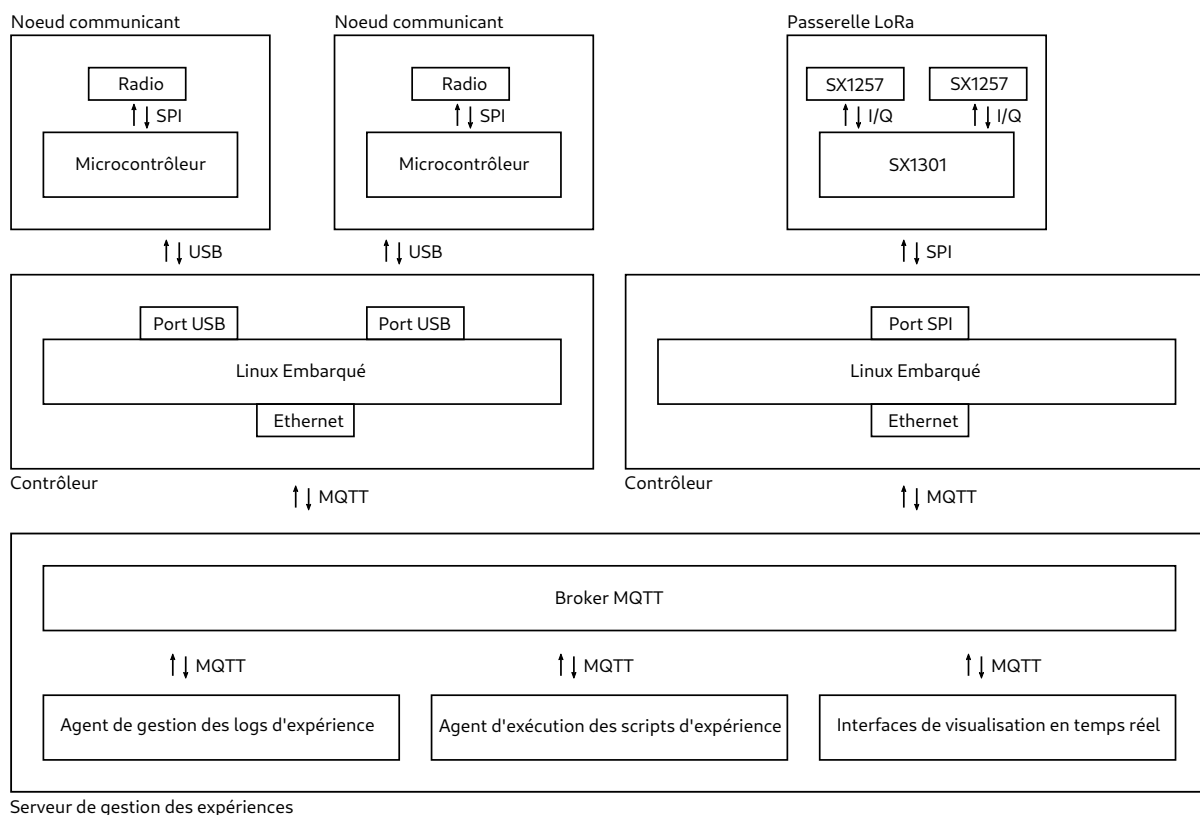 Noeud communicant
Noeud communicant
Passerelle LoRa
Radio
Radio
SX1257
SX1257
SPI
SPI
I/Q
I/Q
Microcontrôleur
Microcontrôleur
SX1301
USB
USB
SPI
Port USB
Port USB
Port SPI
Linux Embarqué
Linux Embarqué
Ethernet
Ethernet
Contrôleur
Contrôleur
MQTT
MQTT
Broker MQTT
MQTT
MQTT
MQTT
Agent de gestion des logs d'expérience
Agent d'exécution des scripts d'expérience
Interfaces de visualisation en temps réel
Serveur de gestion des expériences